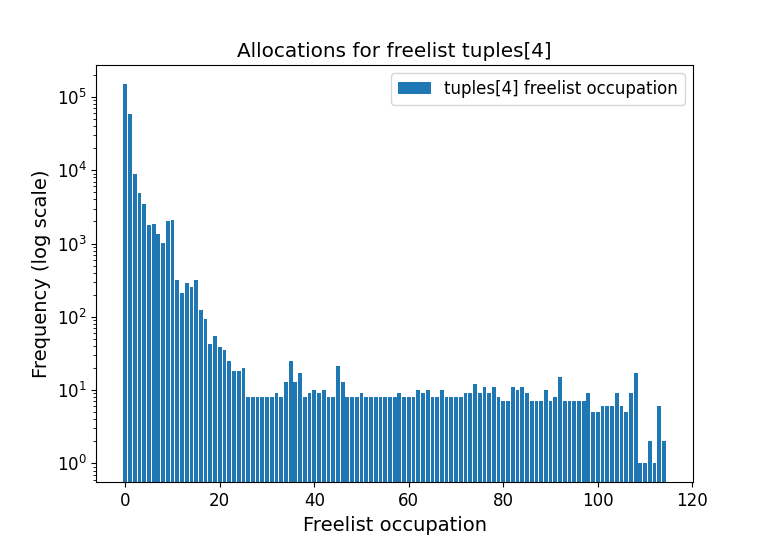 Allocations for freelist tuples[4]
tuples[4] freelist occupation
Frequency (log scale)
10^5
10^4
10^3
10^2
10^1
10^0
0 20 40 60 80 100 120
Freelist occupation